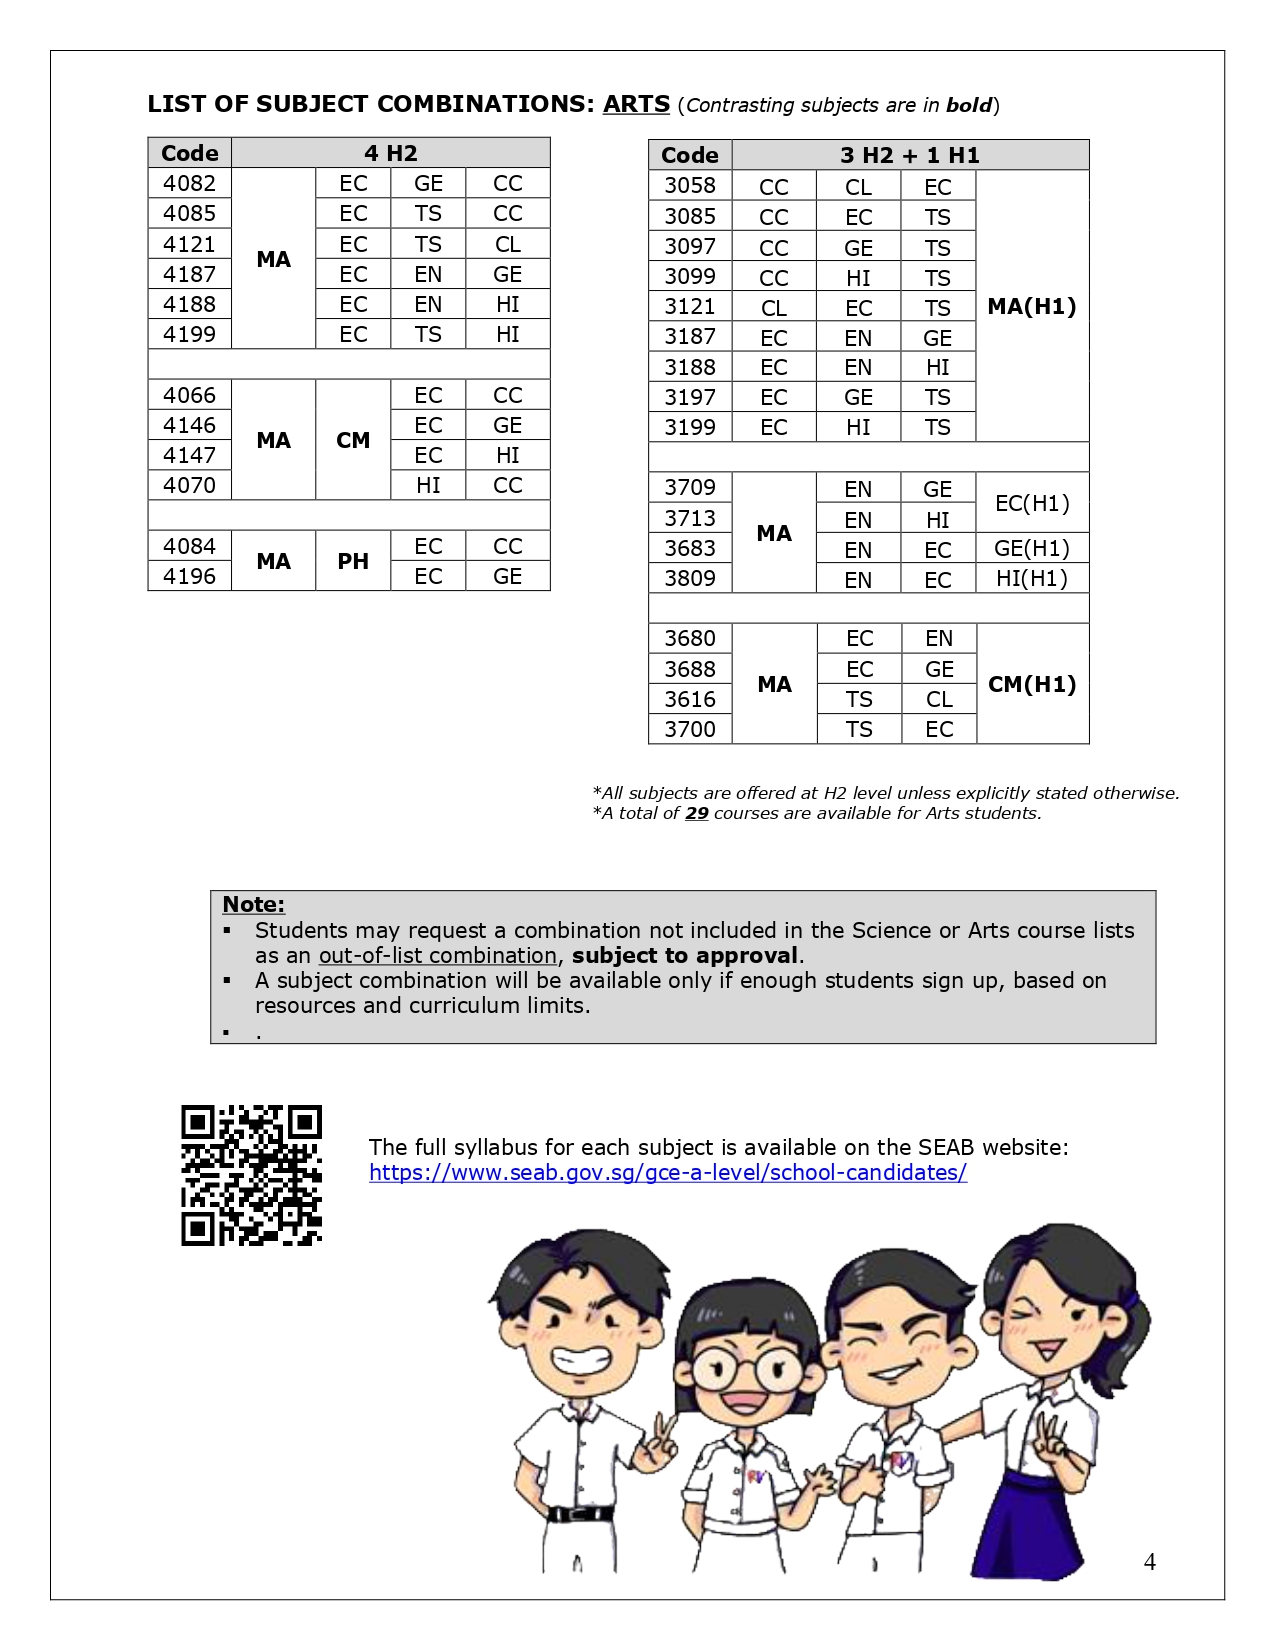 LIST OF SUBJECT COMBINATIONS: ARTS (Contrasting subjects are in bold)
Code 4 H2
4082 MA EC GE CC
4085 EC TS CC
4121 EC TS CL
4187 EC EN GE
4188 EC EN HI
4199 EC TS HI
4066 MA CM EC CC
4146 EC GE
4147 EC HI
4070 HI CC
4084 MA PH EC CC
4196 EC GE
Code 3 H2 + 1 H1
3058 CC CL EC MA(H1)
3085 CC EC TS
3097 CC GE TS
3099 CC HI TS
3121 CL EC TS
3187 EC EN GE
3188 EC EN HI
3197 EC GE TS
3199 EC HI TS
3709 MA EN GE EC(H1)
3713 EN HI
3683 EN EC GE(H1)
3809 EN EC HI(H1)
3680 MA EC EN CM(H1)
3688 EC GE
3616 TS CL
3700 TS EC
*All subjects are offered at H2 level unless explicitly stated otherwise.
*A total of 29 courses are available for Arts students.
Note:
▪ Students may request a combination not included in the Science or Arts course lists
as an out-of-list combination, subject to approval.
▪ A subject combination will be available only if enough students sign up, based on
resources and curriculum limits.
▪ .
The full syllabus for each subject is available on the SEAB website:
https://www.seab.gov.sg/gce-a-level/school-candidates/
RV
RV
4